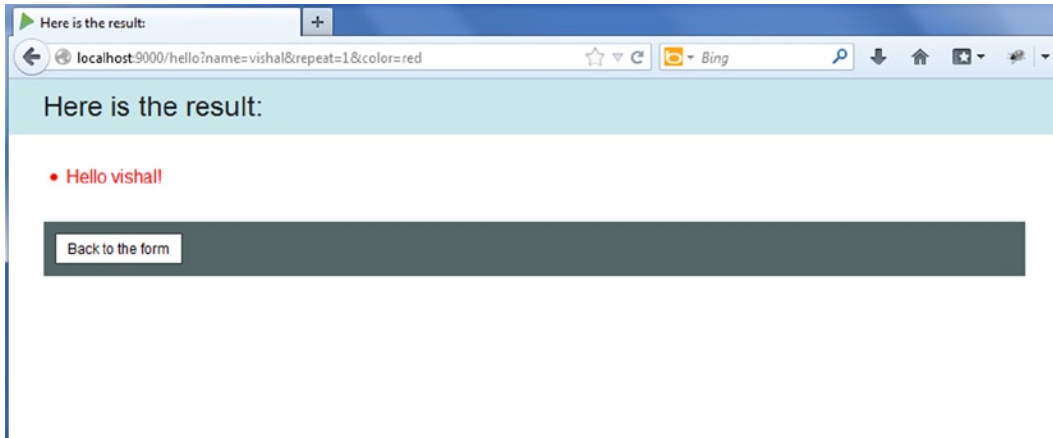 Here is the result:
localhost:9000/hello?name=vishal&repeat=1&color=red
Bing
Here is the result:
Hello vishal!
Back to the form